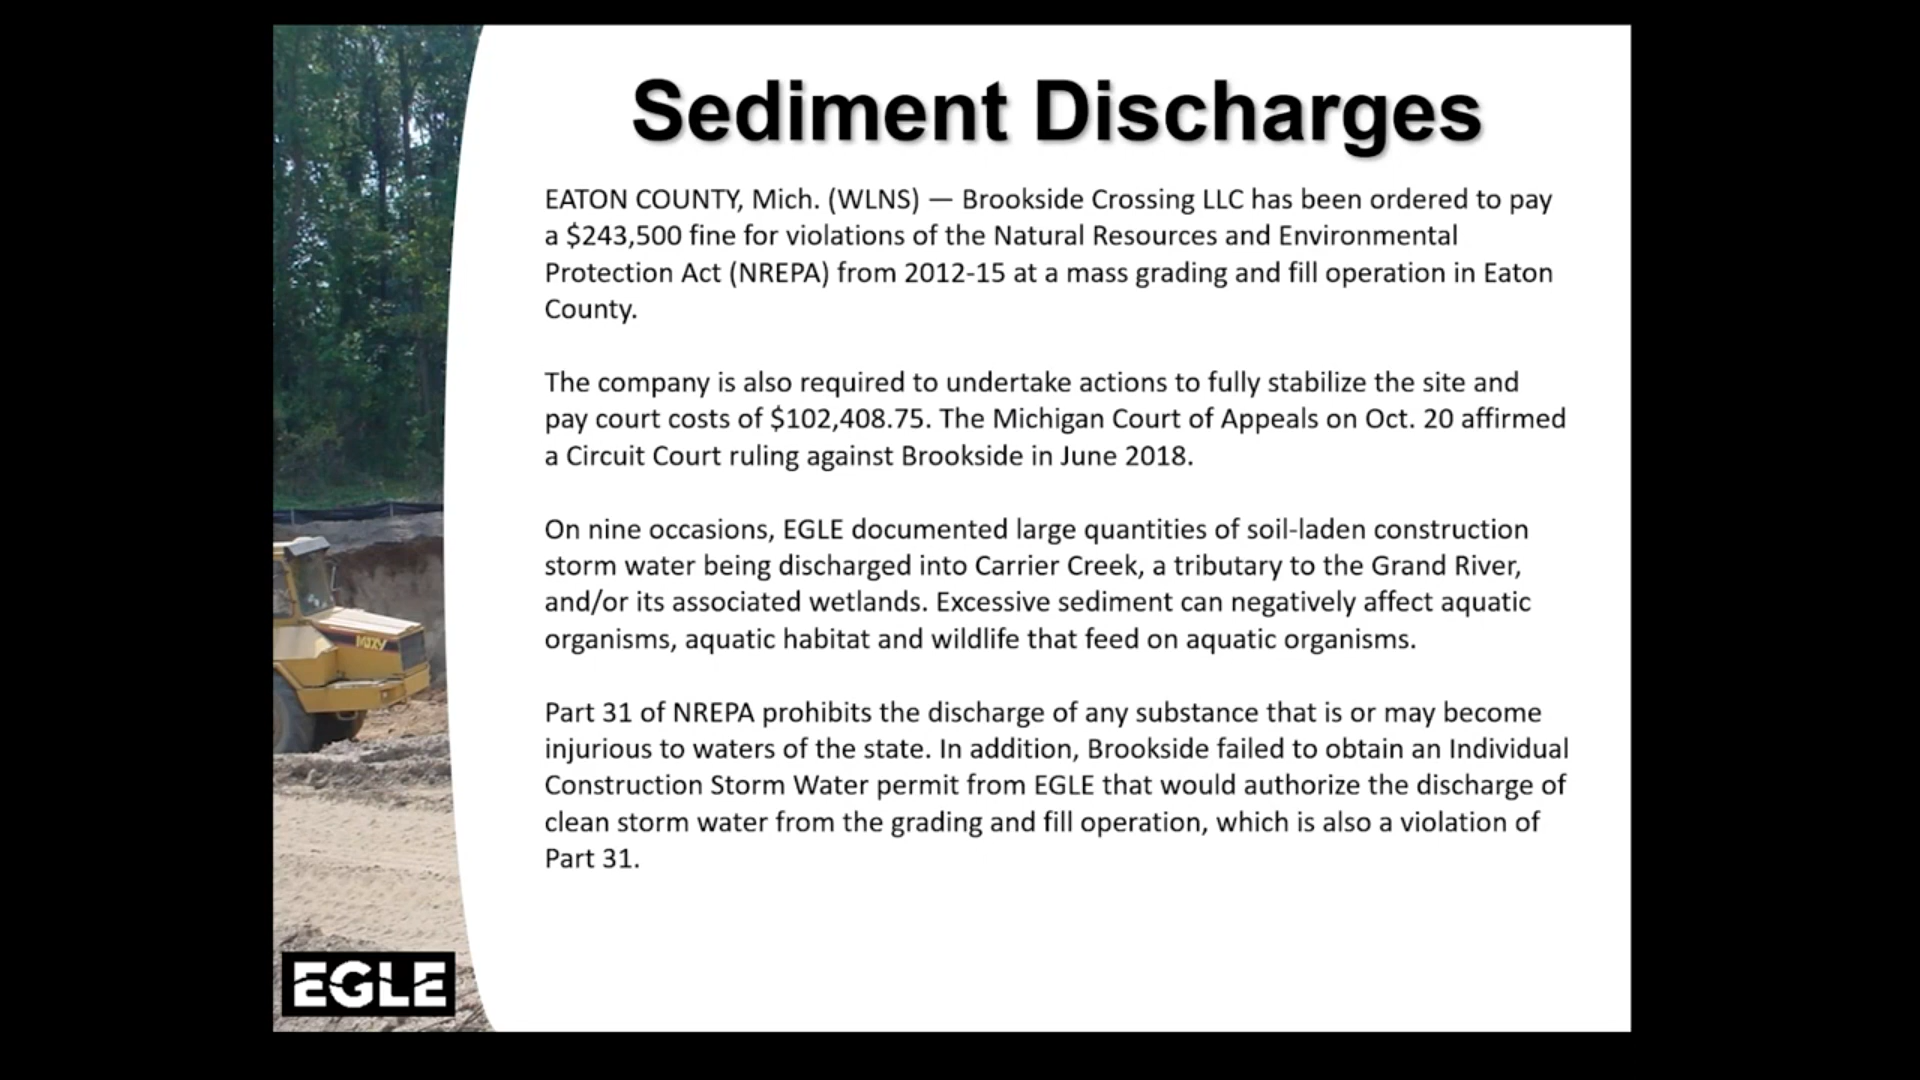 Sediment Discharges
EATON COUNTY, Mich. (WLNS) — Brookside Crossing LLC has been ordered to pay
a $243,500 fine for violations of the Natural Resources and Environmental
Protection Act (NREPA) from 2012-15 at a mass grading and fill operation in Eaton
County.
The company is also required to undertake actions to fully stabilize the site and
pay court costs of $102,408.75. The Michigan Court of Appeals on Oct. 20 affirmed
a Circuit Court ruling against Brookside in June 2018.
On nine occasions, EGLE documented large quantities of soil-laden construction
storm water being discharged into Carrier Creek, a tributary to the Grand River,
and/or its associated wetlands. Excessive sediment can negatively affect aquatic
organisms, aquatic habitat and wildlife that feed on aquatic organisms.
Part 31 of NREPA prohibits the discharge of any substance that is or may become
injurious to waters of the state. In addition, Brookside failed to obtain an Individual
Construction Storm Water permit from EGLE that would authorize the discharge of
clean storm water from the grading and fill operation, which is also a violation of
Part 31.
MOXY
EGLE